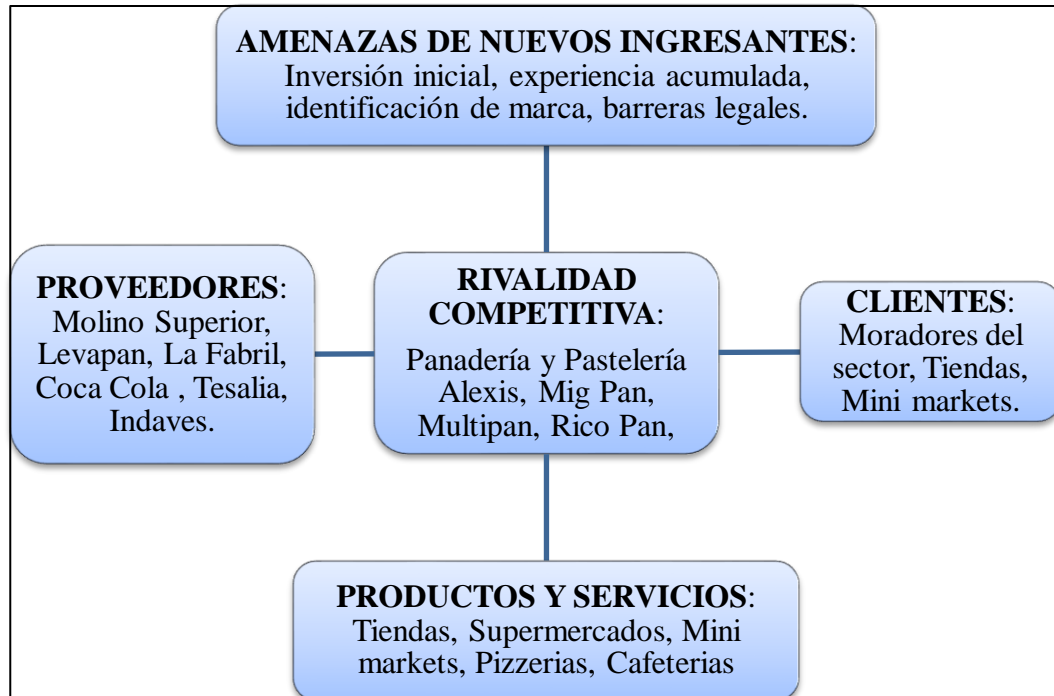 AMENAZAS DE NUEVOS INGRESANTES:
Inversión inicial, experiencia acumulada,
identificación de marca, barreras legales.
PROVEEDORES:
Molino Superior,
Levapan, La Fabril,
Coca Cola , Tesalia,
Indaves.
RIVALIDAD
COMPETITIVA:
Panadería y Pastelería
Alexis, Mig Pan,
Multipan, Rico Pan,
CLIENTES:
Moradores del
sector, Tiendas,
Mini markets.
PRODUCTOS Y SERVICIOS:
Tiendas, Supermercados, Mini
markets, Pizzerias, Cafeterias